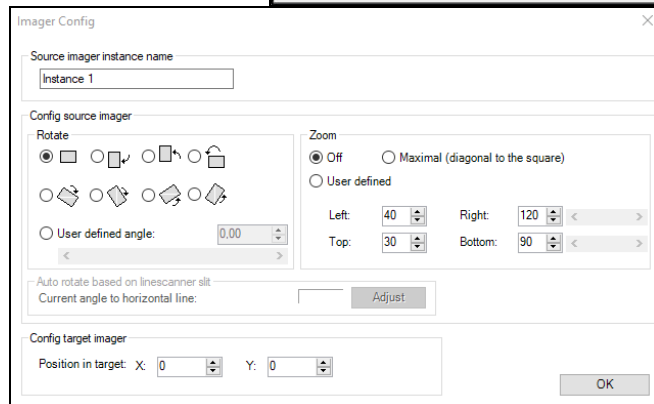 Imager Config
Source imager instance name
Instance 1
Config source imager
Rotate
Zoom
Off Maximal (diagonal to the square)
User defined
Left: 40 Right: 120
User defined angle: 0,00
Top: 30 Bottom: 90
Auto rotate based on linescanner slit
Current angle to horizontal line: Adjust
Config target imager
Position in target: X: 0 Y: 0
OK